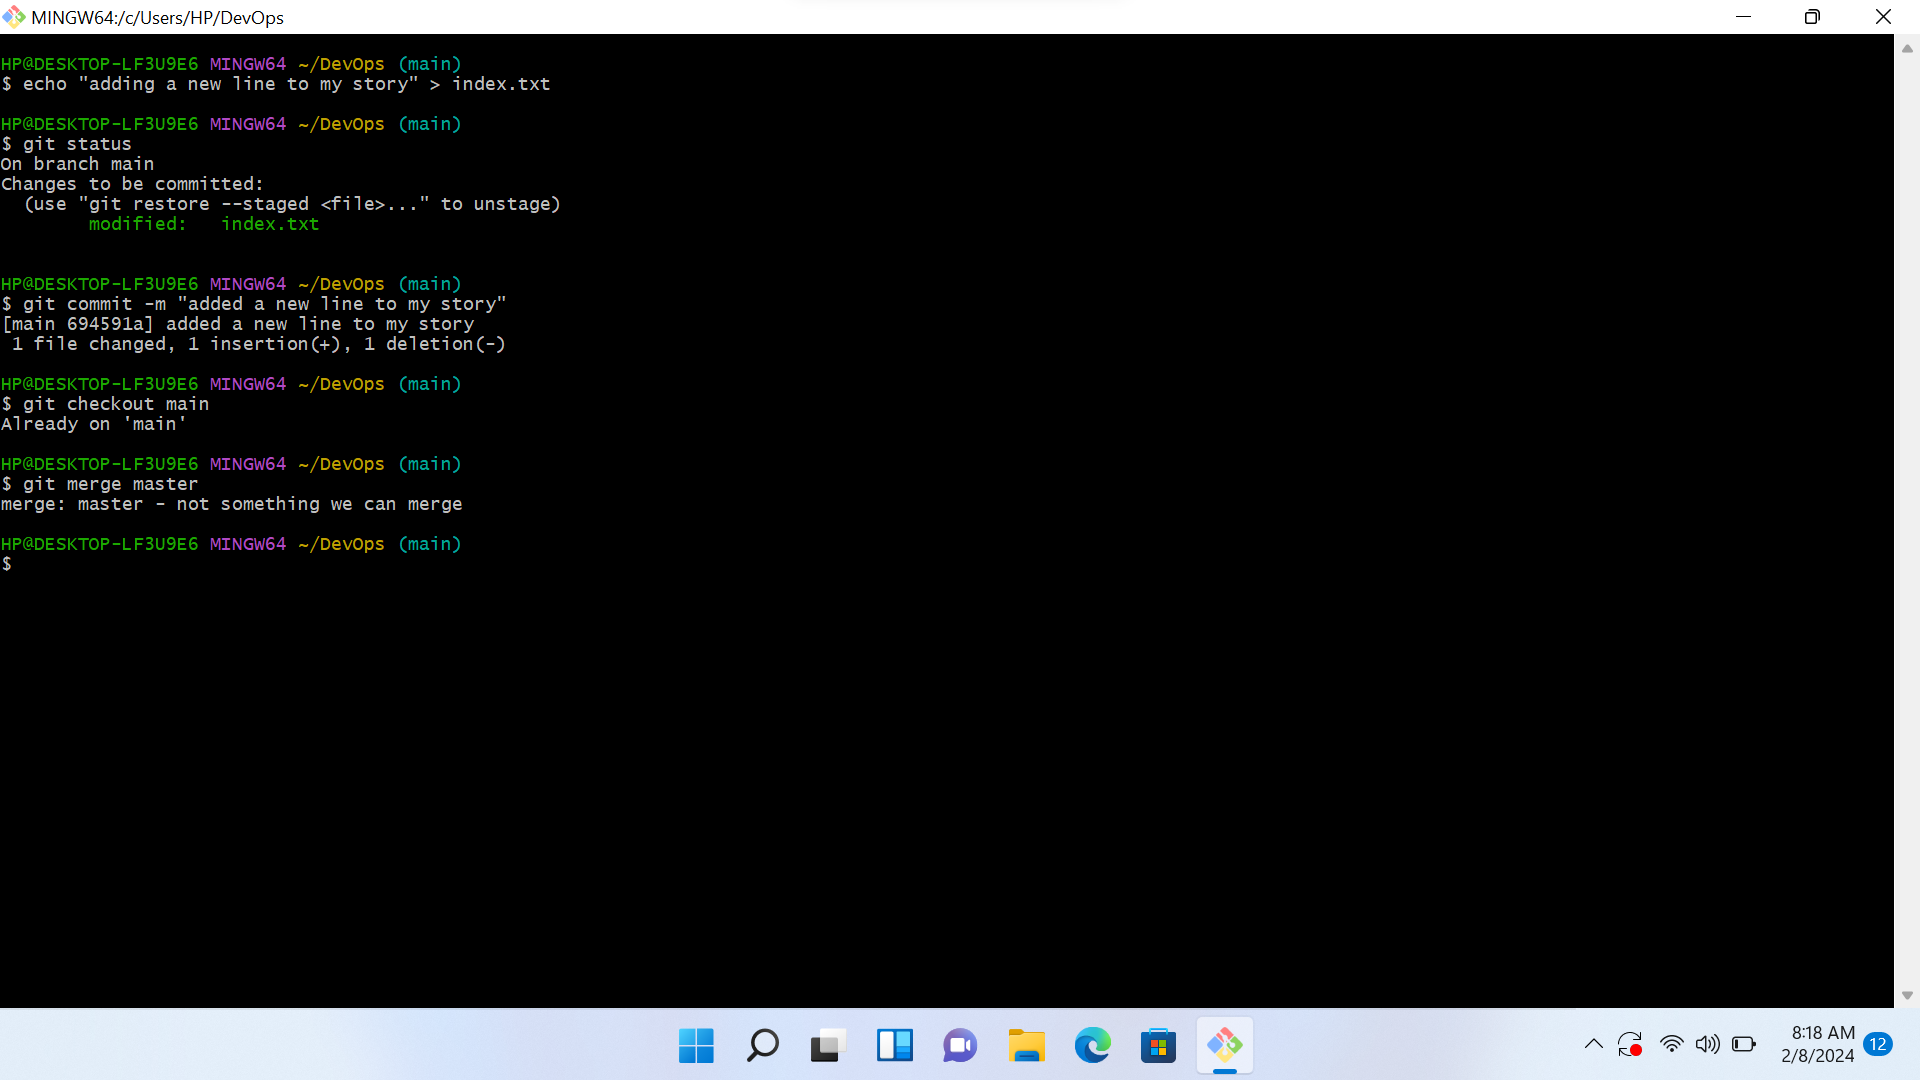 MINGW64:/c/Users/HP/DevOps
HP@DESKTOP-LF3U9E6 MINGW64 ~/DevOps (main)
$ echo "adding a new line to my story" > index.txt
HP@DESKTOP-LF3U9E6 MINGW64 ~/DevOps (main)
$ git status
On branch main
Changes to be committed:
  (use "git restore --staged <file>..." to unstage)
        modified:   index.txt
HP@DESKTOP-LF3U9E6 MINGW64 ~/DevOps (main)
$ git commit -m "added a new line to my story"
[main 694591a] added a new line to my story
 1 file changed, 1 insertion(+), 1 deletion(-)
HP@DESKTOP-LF3U9E6 MINGW64 ~/DevOps (main)
$ git checkout main
Already on 'main'
HP@DESKTOP-LF3U9E6 MINGW64 ~/DevOps (main)
$ git merge master
merge: master - not something we can merge
HP@DESKTOP-LF3U9E6 MINGW64 ~/DevOps (main)
$
8:18 AM
2/8/2024
12